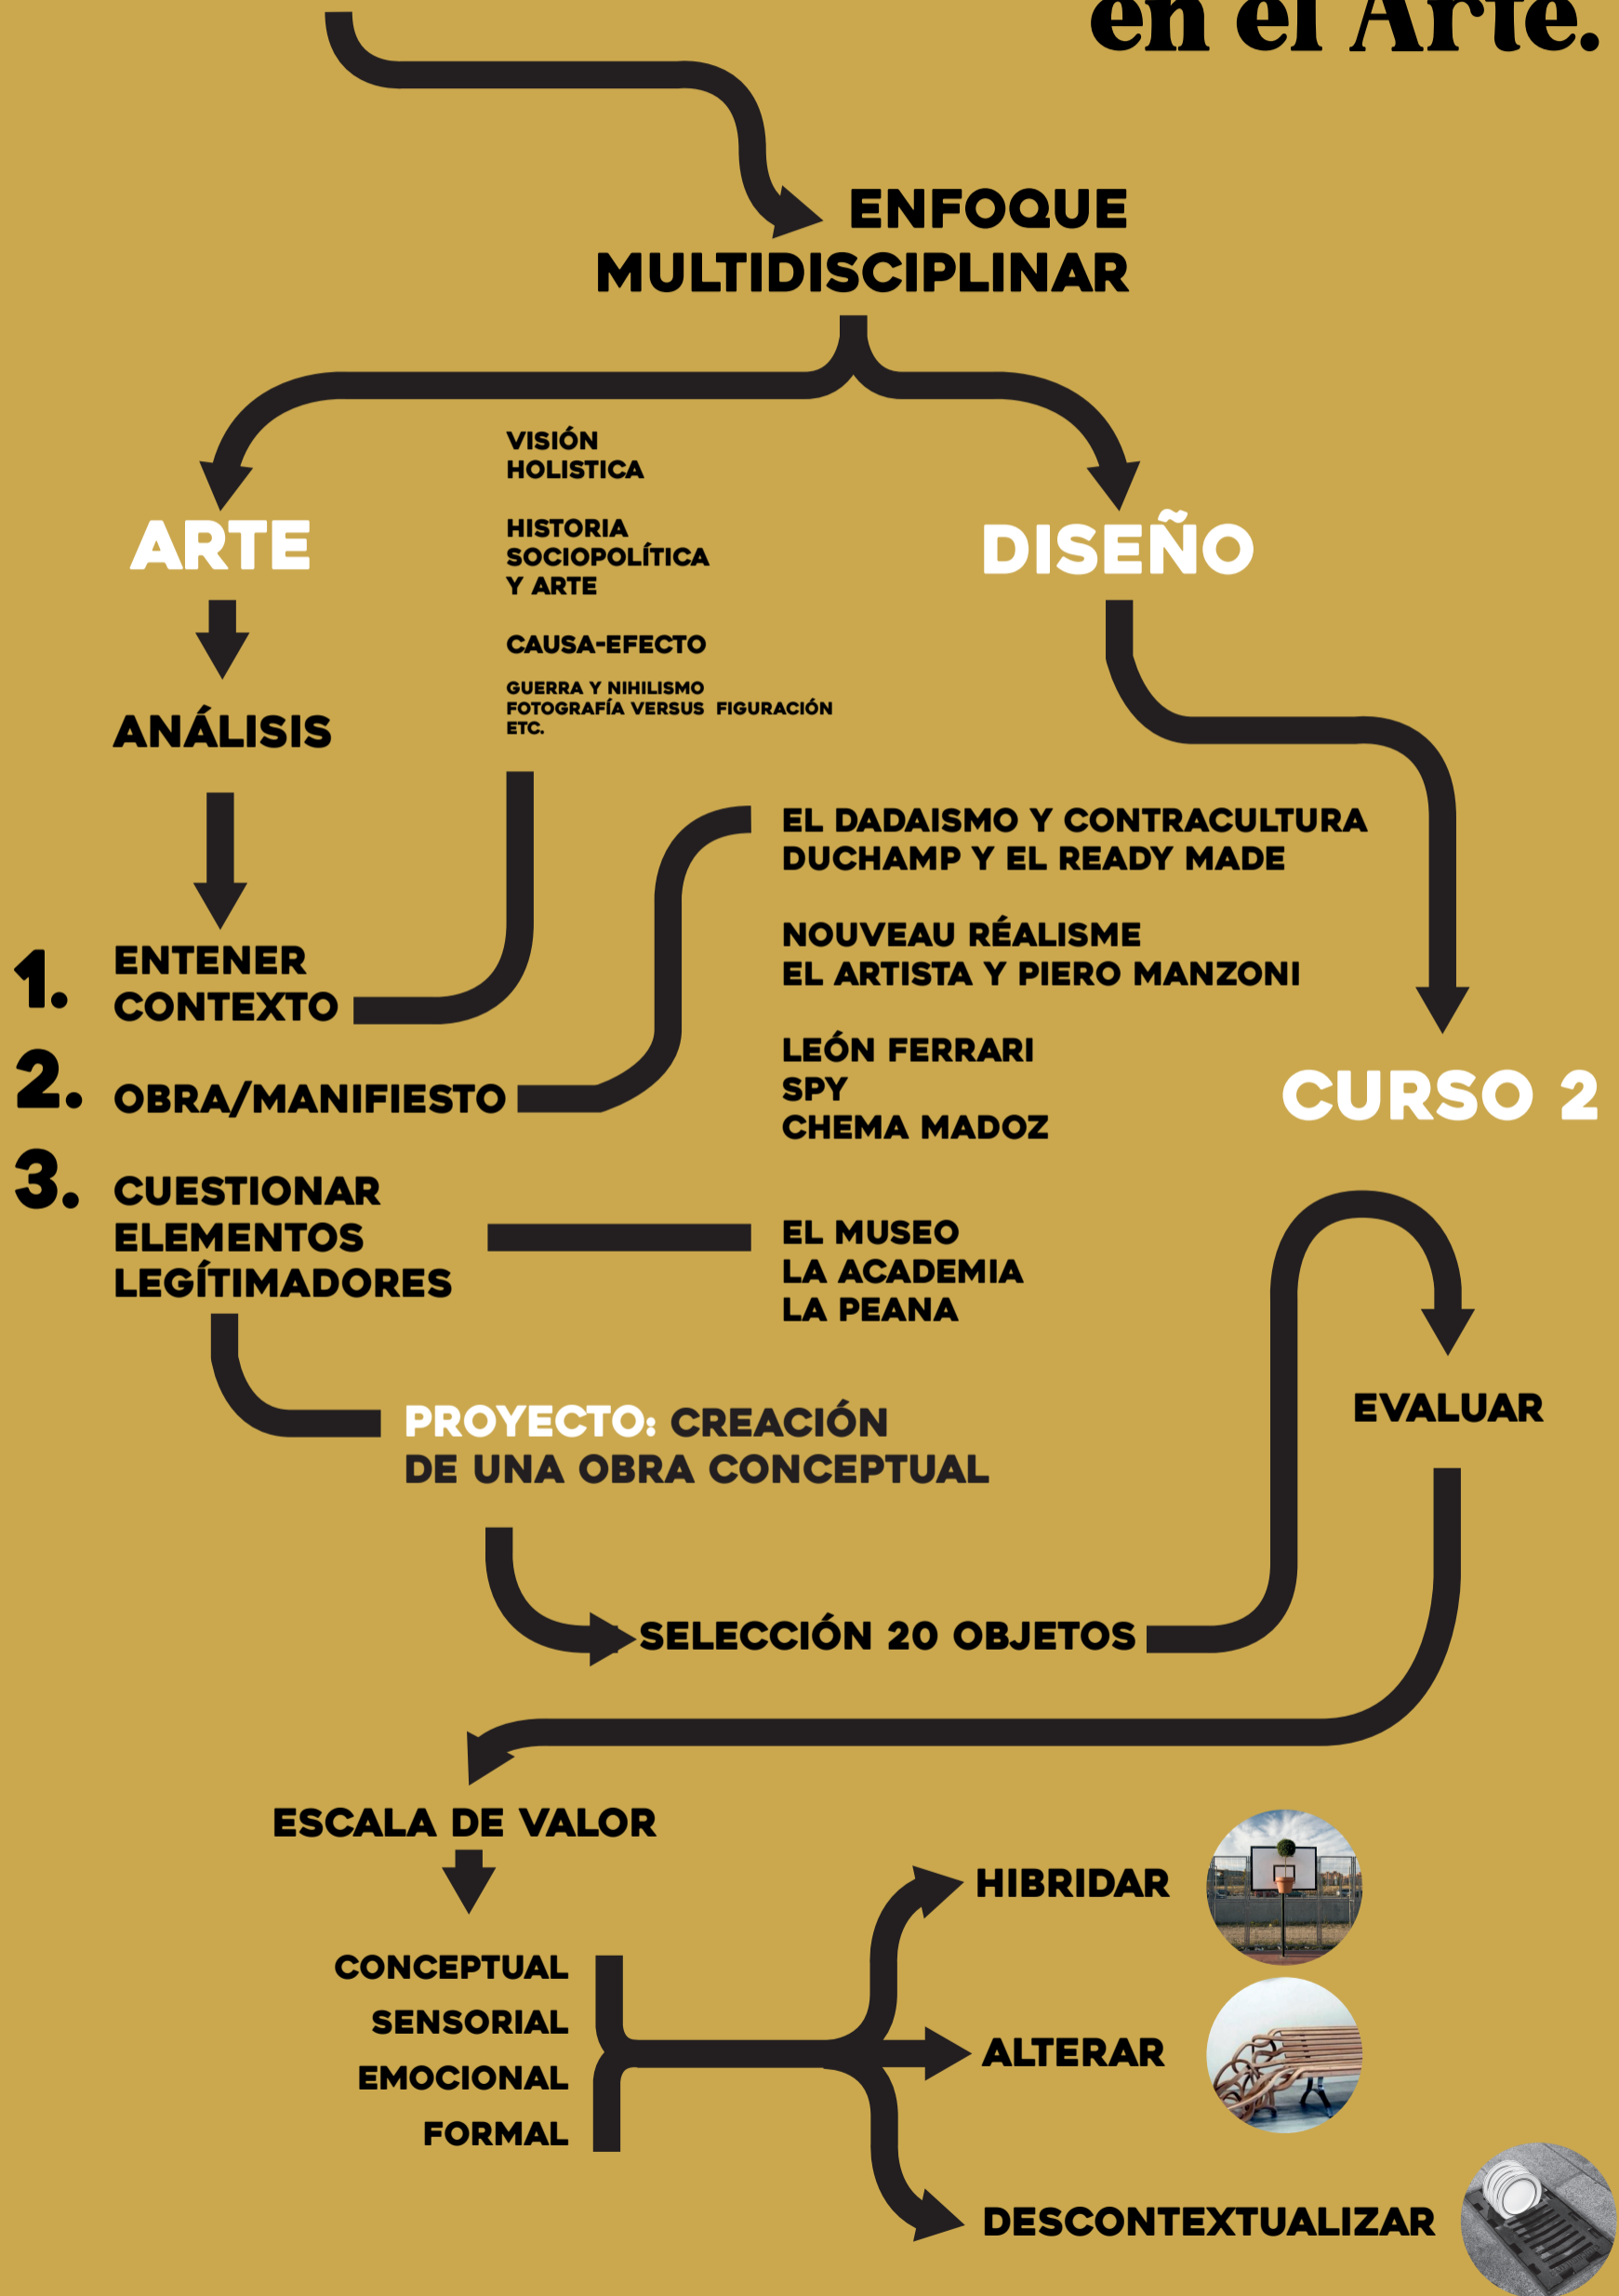 en el Arte.
ENFOQUE
MULTIDISCIPLINAR
VISIÓN
HOLISTICA
HISTORIA
SOCIOPOLÍTICA
Y ARTE
CAUSA-EFECTO
GUERRA Y NIHILISMO
FOTOGRAFÍA VERSUS FIGURACIÓN
ETC.
ARTE
DISEÑO
ANÁLISIS
1. ENTENER
CONTEXTO
2. OBRA/MANIFIESTO
3. CUESTIONAR
ELEMENTOS
LEGÍTIMADORES
EL DADAISMO Y CONTRACULTURA
DUCHAMP Y EL READY MADE
NOUVEAU RÉALISME
EL ARTISTA Y PIERO MANZONI
LEÓN FERRARI
SPY
CHEMA MADOZ
EL MUSEO
LA ACADEMIA
LA PEANA
CURSO 2
PROYECTO: CREACIÓN
DE UNA OBRA CONCEPTUAL
EVALUAR
SELECCIÓN 20 OBJETOS
ESCALA DE VALOR
CONCEPTUAL
SENSORIAL
EMOCIONAL
FORMAL
HIBRIDAR
ALTERAR
DESCONTEXTUALIZAR